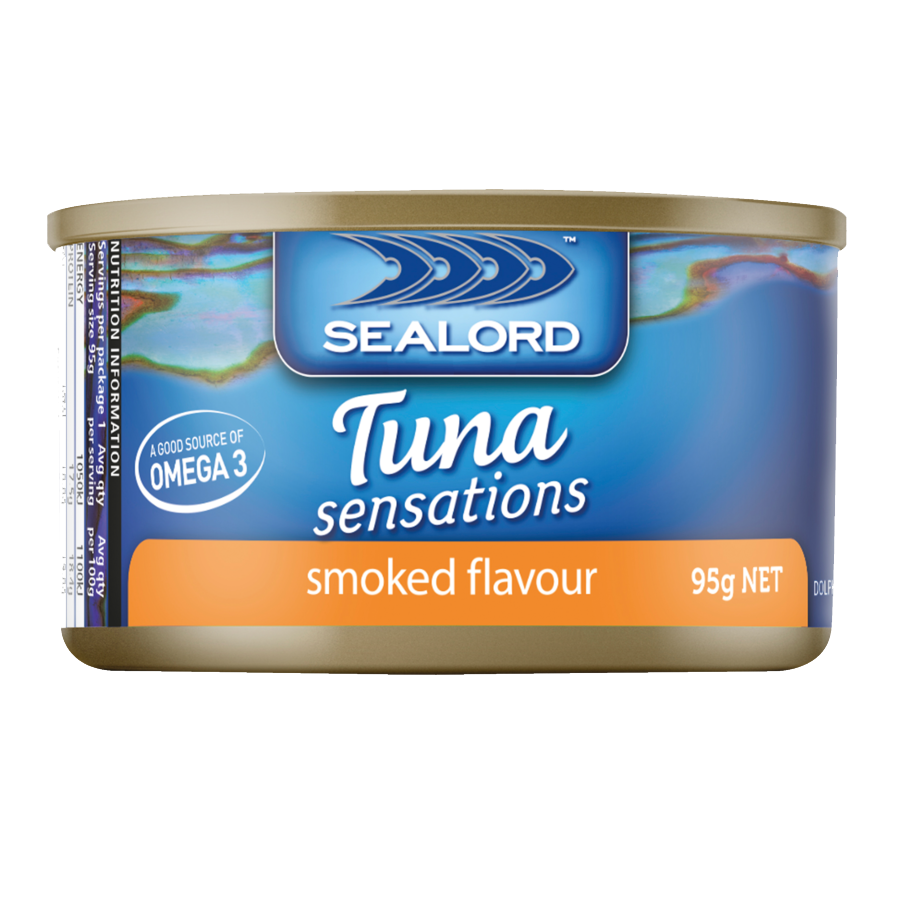 SEALORD
™
Tuna
sensations
A GOOD SOURCE OF
OMEGA 3
smoked flavour
95g NET
NUTRITION INFORMATION
Servings per package 1 Avg qty Avg qty
Serving size 95g per serving per 100g
ENERGY 1050kJ 1100kJ